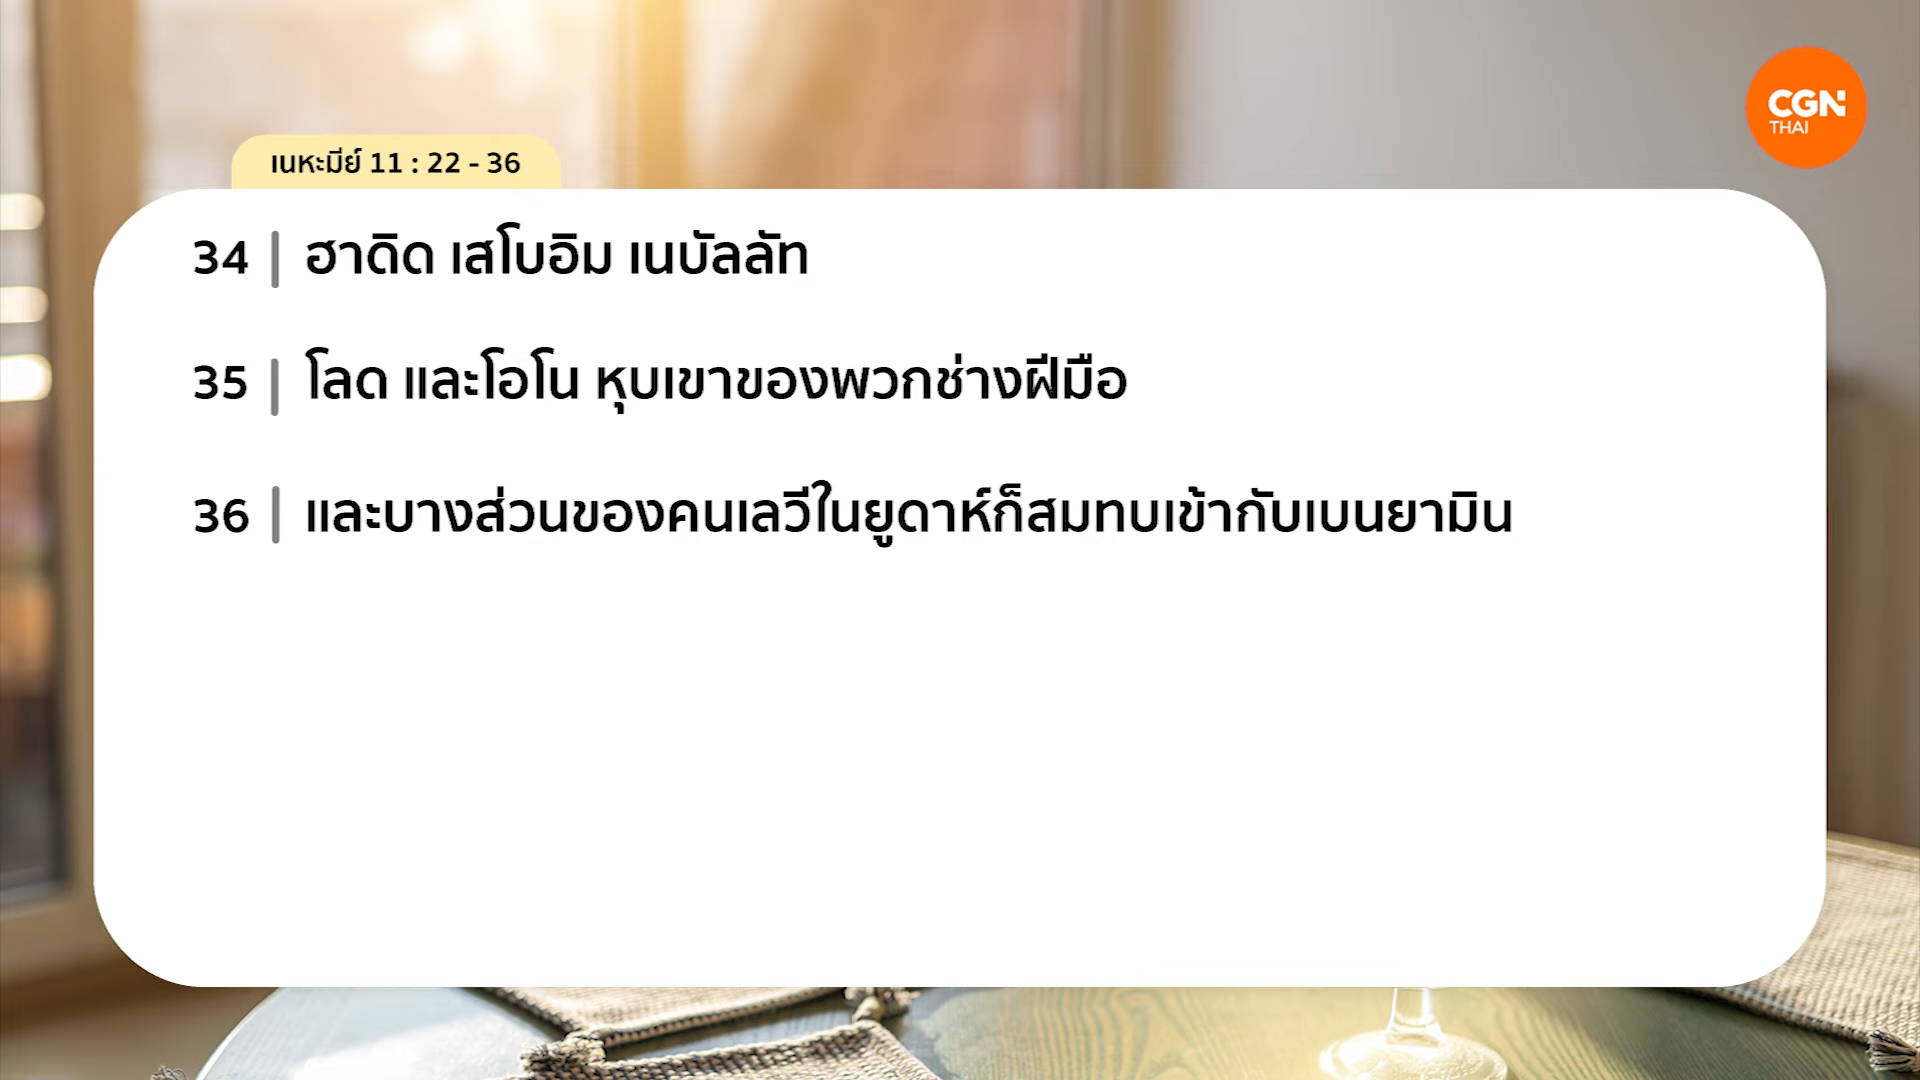 CGN
THAI
เนหะมีย์ 11 : 22 - 36
34 | ฮาดิด เสโบอิม เนบัลลัท
35 | โลด และโอโน หุบเขาของพวกช่างฝีมือ
36 | และบางส่วนของคนเลวีในยูดาห์ก็สมทบเข้ากับเบนยามิน